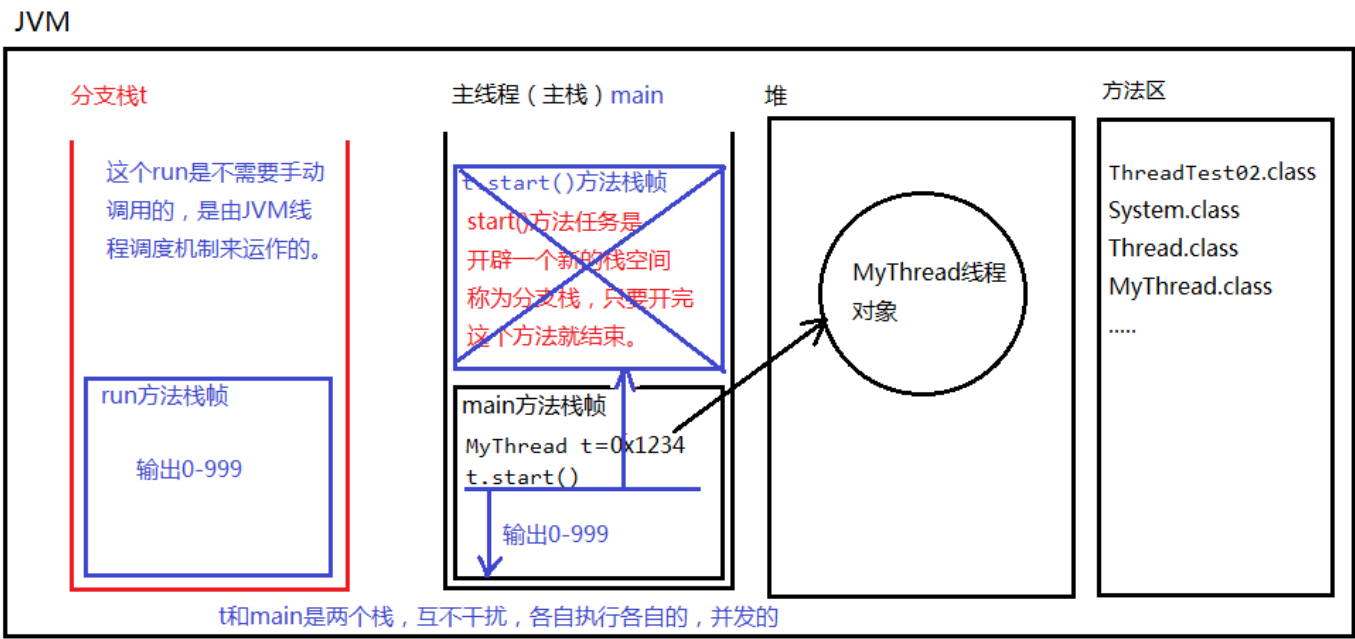 JVM
分支栈t
这个run是不需要手动
调用的，是由JVM线
程调度机制来运作的。
run方法栈帧
输出0-999
主线程（主栈）main
t.start()方法栈帧
start()方法任务是
开辟一个新的栈空间
称为分支栈，只要开完
这个方法就结束。
main方法栈帧
MyThread t=0x1234
t.start()
输出0-999
堆
MyThread线程
对象
方法区
ThreadTest02.class
System.class
Thread.class
MyThread.class
.....
t和main是两个栈，互不干扰，各自执行各自的，并发的